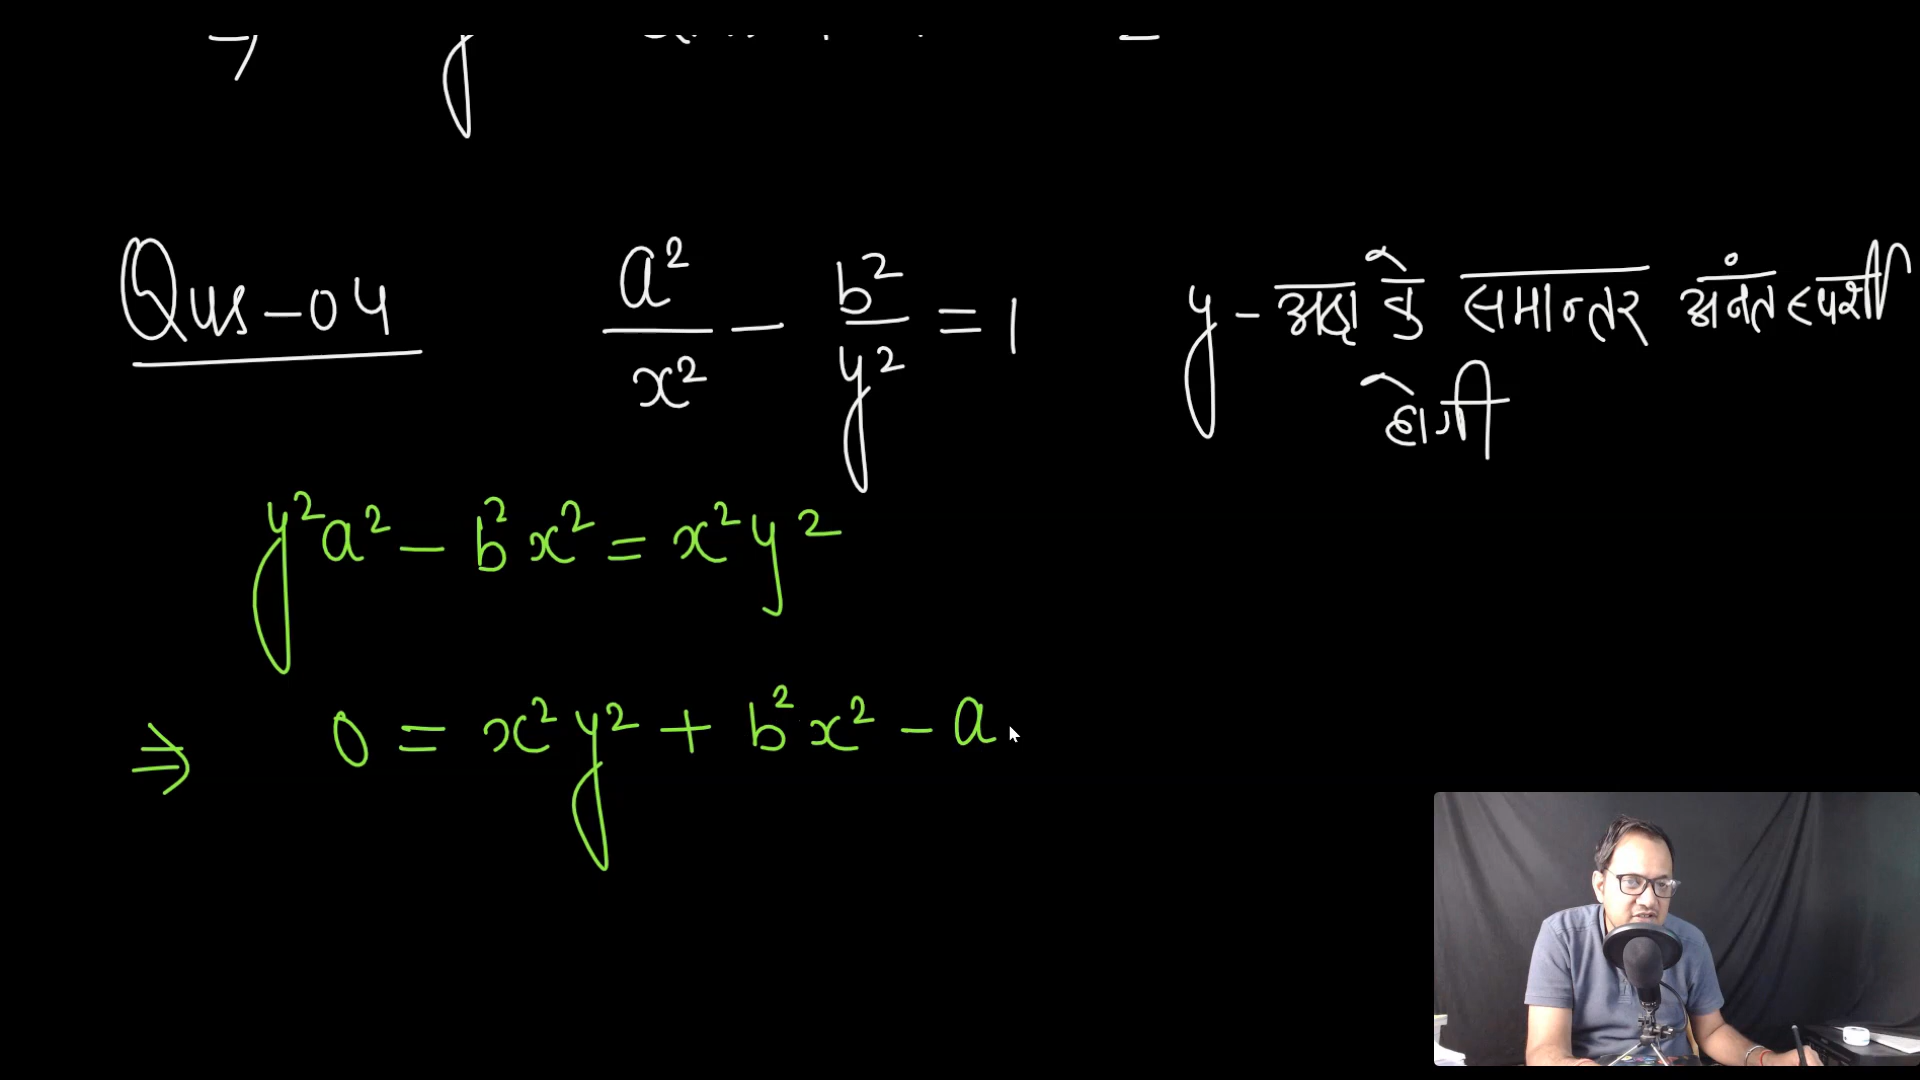 Qus-04 a²/x² - b²/y² = 1 y-अक्ष के समान्तर अनंतस्पर्शी
होगी
y²a² - b²x² = x²y²
⇒ 0 = x²y² + b²x² - a